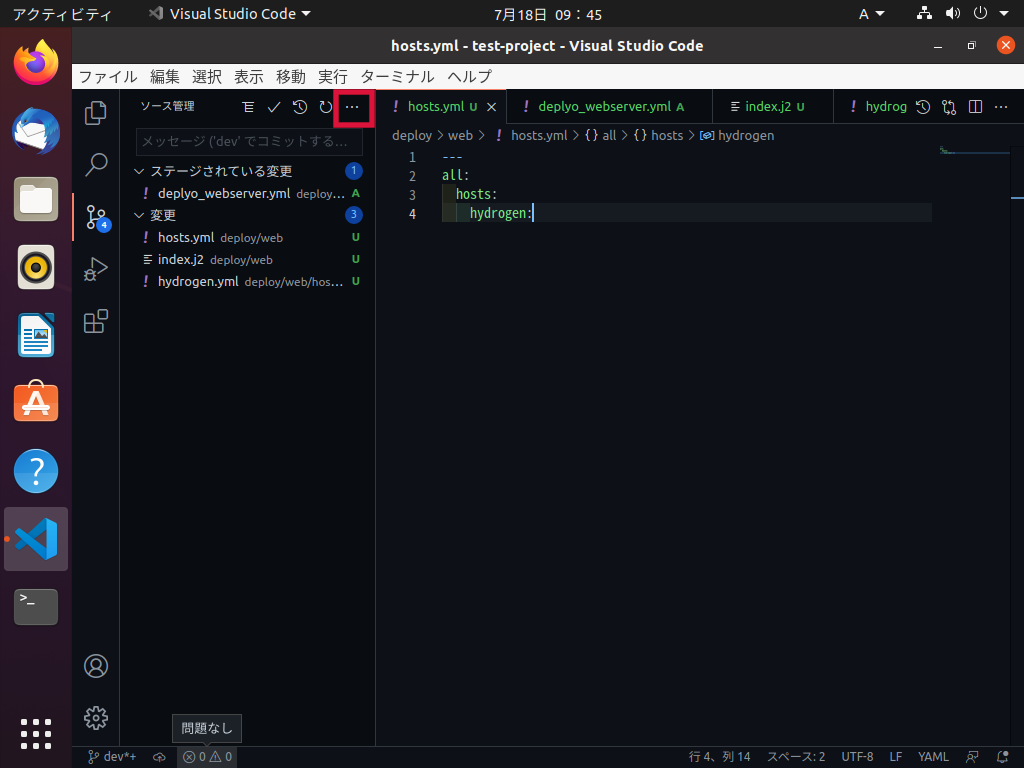 アクティビティ
Visual Studio Code
7月18日 09：45
A
hosts.yml - test-project - Visual Studio Code
ファイル 編集 選択 表示 移動 実行 ターミナル ヘルプ
ソース管理
メッセージ ('dev' でコミットする…
ステージされている変更 1
! deplyo_webserver.yml deploy... A
変更 3
! hosts.yml deploy/web U
index.j2 deploy/web U
! hydrogen.yml deploy/web/hos... U
4
! hosts.yml U
! deplyo_webserver.yml A
index.j2 U
! hydrog
deploy > web > ! hosts.yml > {} all > {} hosts > hydrogen
1 ---
2 all:
3 hosts:
4 hydrogen:
問題なし
dev*+
0 0
行 4、列 14
スペース: 2
UTF-8
LF
YAML